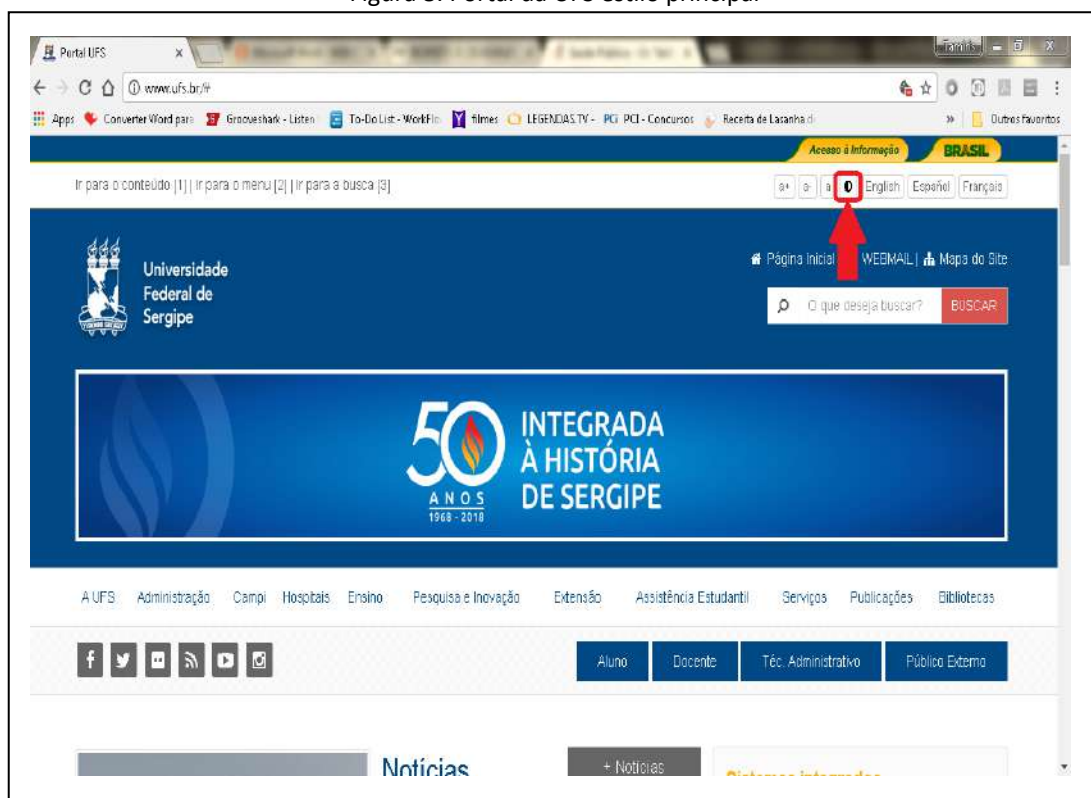 Portal UFS
www.ufs.br/#
Apps Converter Word para Grooveshark - Listen To-Do List - WorkFlo filmes LEGENDAS.TV - PCI - Concursos Receita de Lasanha d » Outros favoritos
Acesso à Informação BRASIL
Ir para o conteúdo [1] | Ir para o menu [2] | Ir para a busca [3] a+ a- a English Español Français
Página Inicial WEBMAIL | Mapa do Site
Universidade
Federal de
Sergipe
O que deseja buscar? BUSCAR
50 INTEGRADA
À HISTÓRIA
DE SERGIPE
ANOS
1968 - 2018
A UFS Administração Campi Hospitais Ensino Pesquisa e Inovação Extensão Assistência Estudantil Serviços Publicações Bibliotecas
Aluno Docente Téc. Administrativo Público Externo
Notícias + Notícias